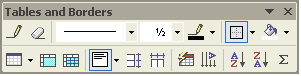 Tables and Borders
½
A Z
Z A
Σ